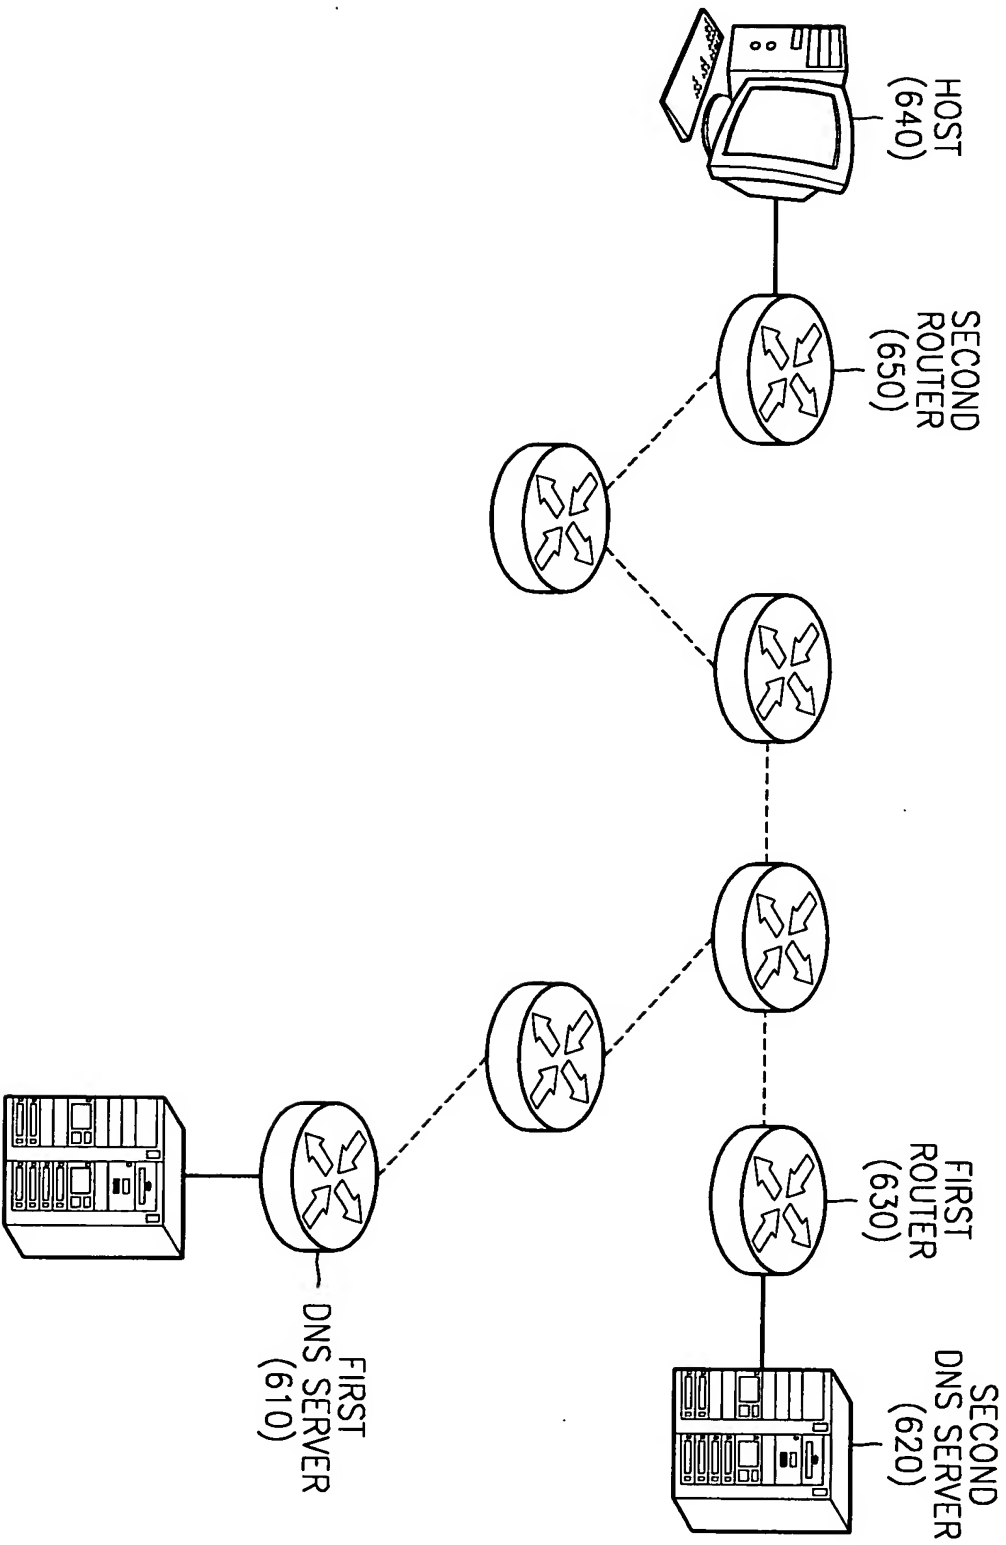 HOST
(640)
SECOND
ROUTER
(650)
FIRST
ROUTER
(630)
SECOND
DNS SERVER
(620)
FIRST
DNS SERVER
(610)